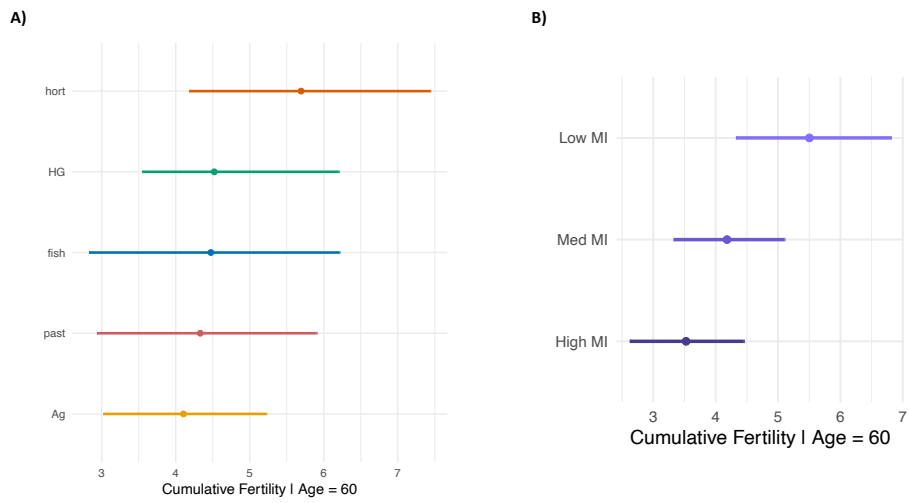 A)
hort
HG
fish
past
Ag
3 4 5 6 7
Cumulative Fertility | Age = 60
B)
Low MI
Med MI
High MI
3 4 5 6 7
Cumulative Fertility | Age = 60